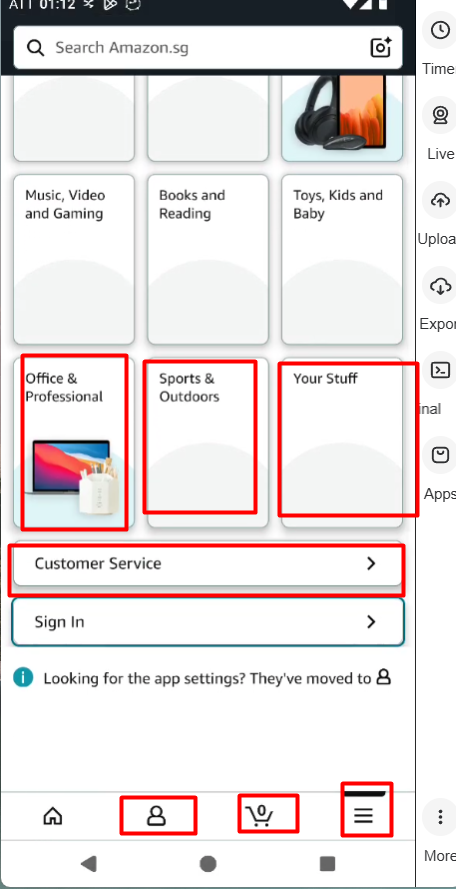 ATT 01:12
Search Amazon.sg
Music, Video
and Gaming
Books and
Reading
Toys, Kids and
Baby
Office &
Professional
Sports &
Outdoors
Your Stuff
Customer Service
Sign In
Looking for the app settings? They've moved to
0
Time
Live
Uploa
Expor
inal
Apps
More